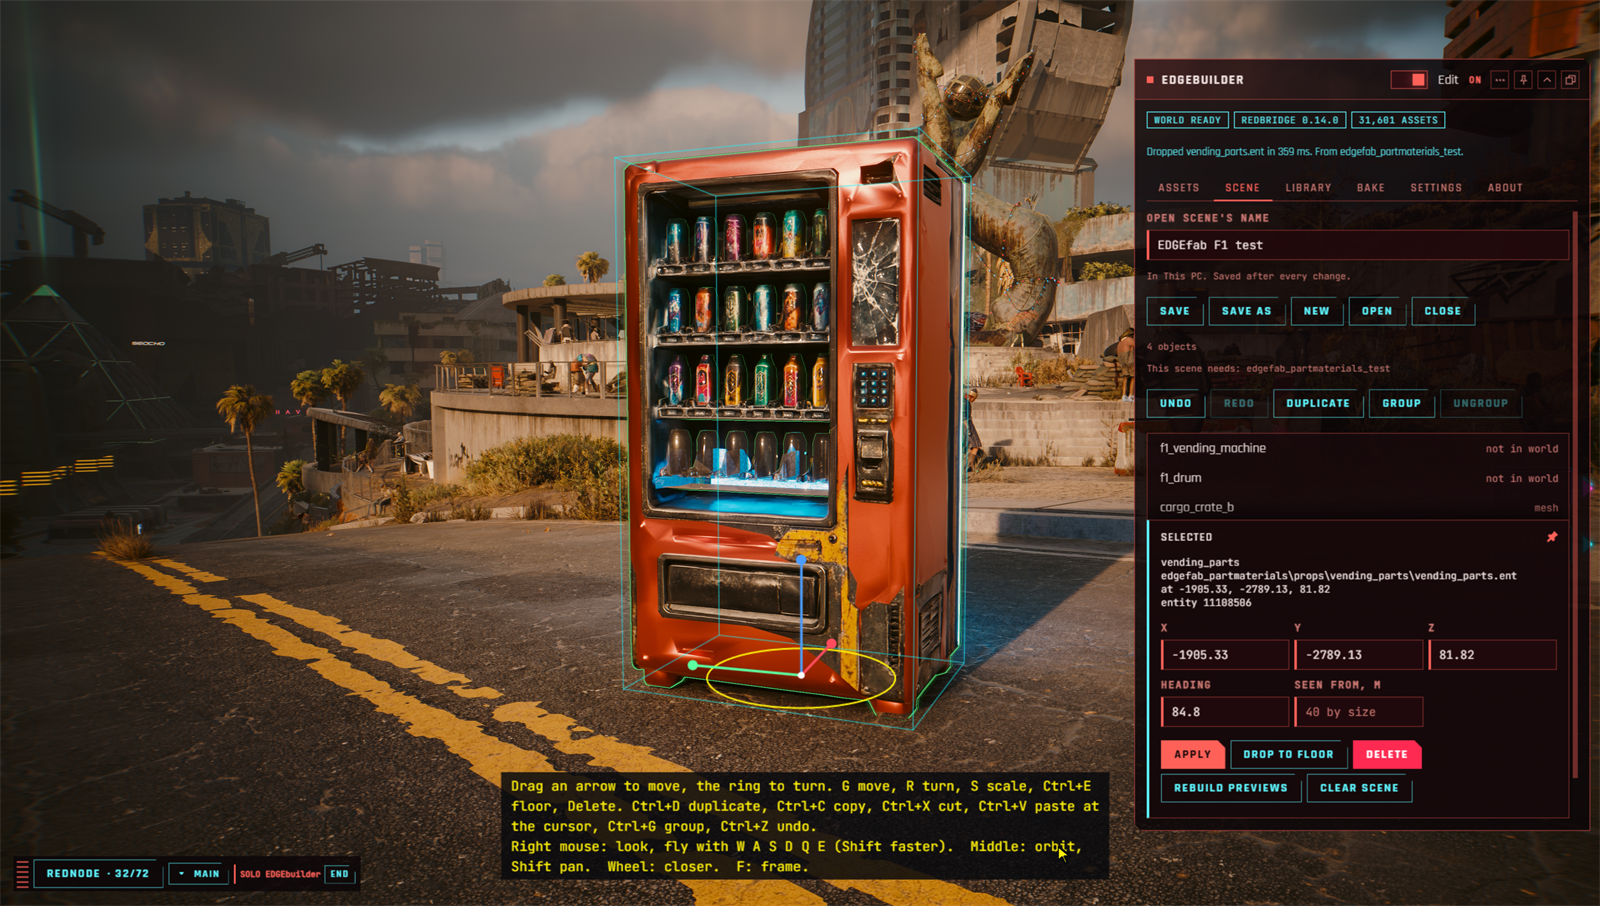 EDGEBUILDER
Edit ON
WORLD READY REDBRIDGE 0.14.0 31,601 ASSETS
Dropped vending_parts.ent in 359 ms. From edgefab_partmaterials_test.
ASSETS SCENE LIBRARY BAKE SETTINGS ABOUT
OPEN SCENE'S NAME
EDGEfab F1 test
In This PC. Saved after every change.
SAVE SAVE AS NEW OPEN CLOSE
4 objects
This scene needs: edgefab_partmaterials_test
UNDO REDO DUPLICATE GROUP UNGROUP
f1_vending_machine not in world
f1_drum not in world
cargo_crate_b mesh
SELECTED
vending_parts
edgefab_partmaterials\props\vending_parts\vending_parts.ent
at -1905.33, -2789.13, 81.82
entity 11108506
X Y Z
-1905.33 -2789.13 81.82
HEADING SEEN FROM, M
84.8 40 by size
APPLY DROP TO FLOOR DELETE
REBUILD PREVIEWS CLEAR SCENE
Drag an arrow to move, the ring to turn. G move, R turn, S scale, Ctrl+E
floor, Delete. Ctrl+D duplicate, Ctrl+C copy, Ctrl+X cut, Ctrl+V paste at
the cursor, Ctrl+G group, Ctrl+Z undo.
Right mouse: look, fly with W A S D Q E (Shift faster). Middle: orbit,
Shift pan. Wheel: closer. F: frame.
REDNODE · 32/72 MAIN SOLO EDGEbuilder END